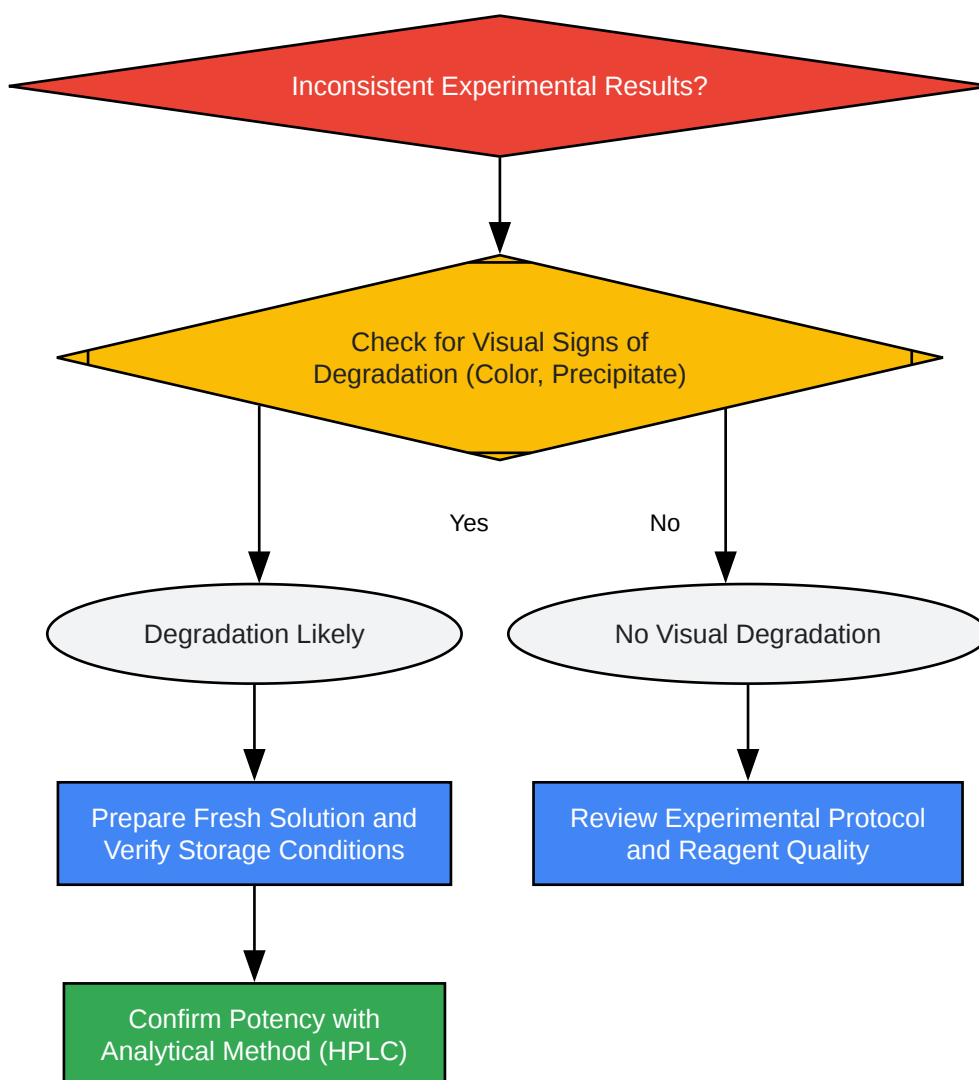 Inconsistent Experimental Results?
Check for Visual Signs of
Degradation (Color, Precipitate)
Yes
No
Degradation Likely
No Visual Degradation
Prepare Fresh Solution and
Verify Storage Conditions
Review Experimental Protocol
and Reagent Quality
Confirm Potency with
Analytical Method (HPLC)